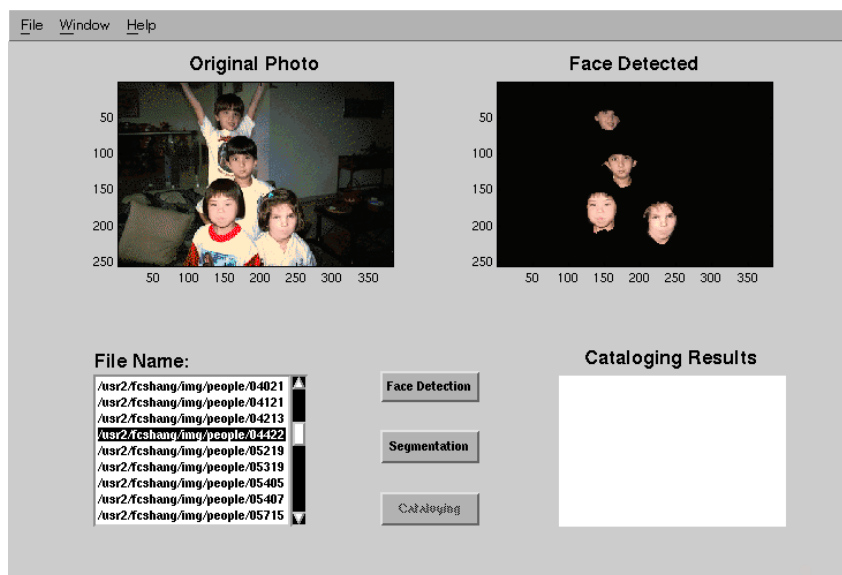 File Window Help
Original Photo
Face Detected
50
100
150
200
250
50 100 150 200 250 300 350
50
100
150
200
250
50 100 150 200 250 300 350
File Name:
/usr2/fcshang/img/people/04021
/usr2/fcshang/img/people/04121
/usr2/fcshang/img/people/04213
/usr2/fcshang/img/people/04422
/usr2/fcshang/img/people/05219
/usr2/fcshang/img/people/05319
/usr2/fcshang/img/people/05405
/usr2/fcshang/img/people/05407
/usr2/fcshang/img/people/05715
Face Detection
Segmentation
Cataloging
Cataloging Results